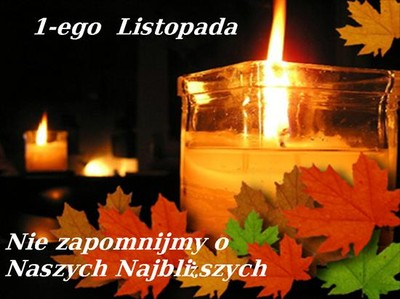 1-ego Listopada
Nie zapomnijmy o
Naszych Najbliższych